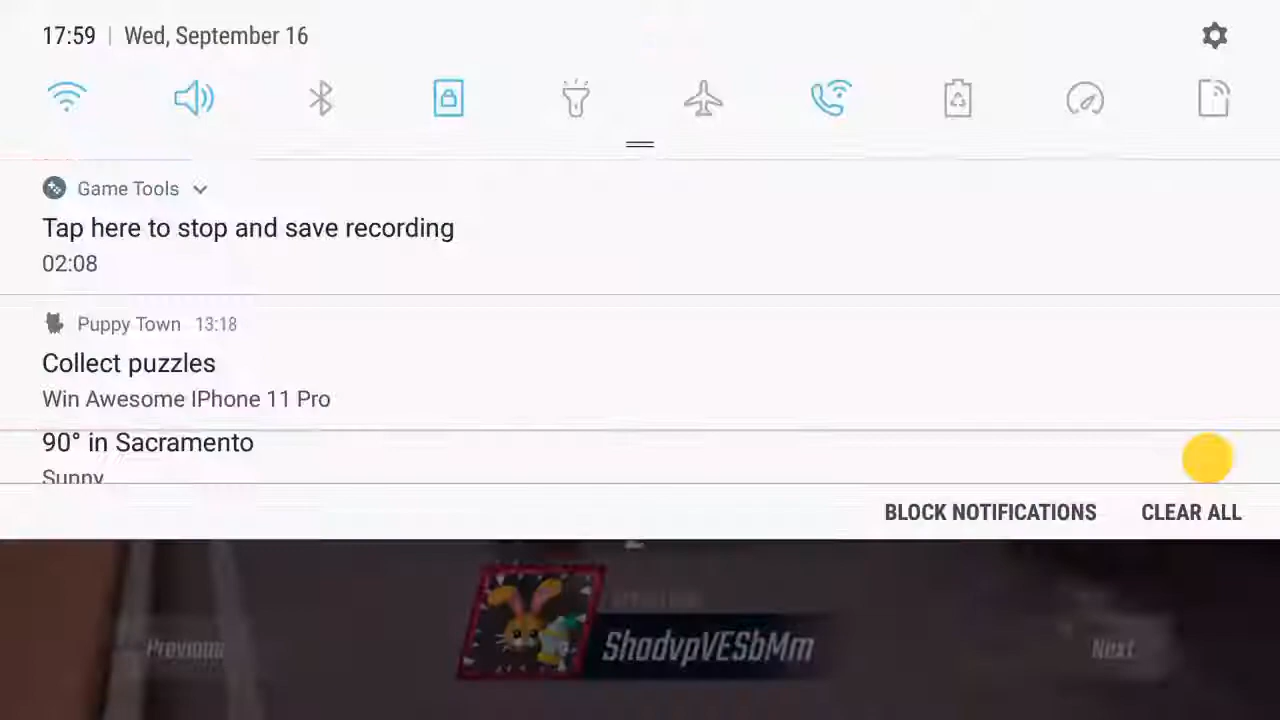 17:59 | Wed, September 16
Game Tools
Tap here to stop and save recording
02:08
Puppy Town 13:18
Collect puzzles
Win Awesome IPhone 11 Pro
90° in Sacramento
Sunny
BLOCK NOTIFICATIONS CLEAR ALL
Previous
ShadvpVESbMm
Next